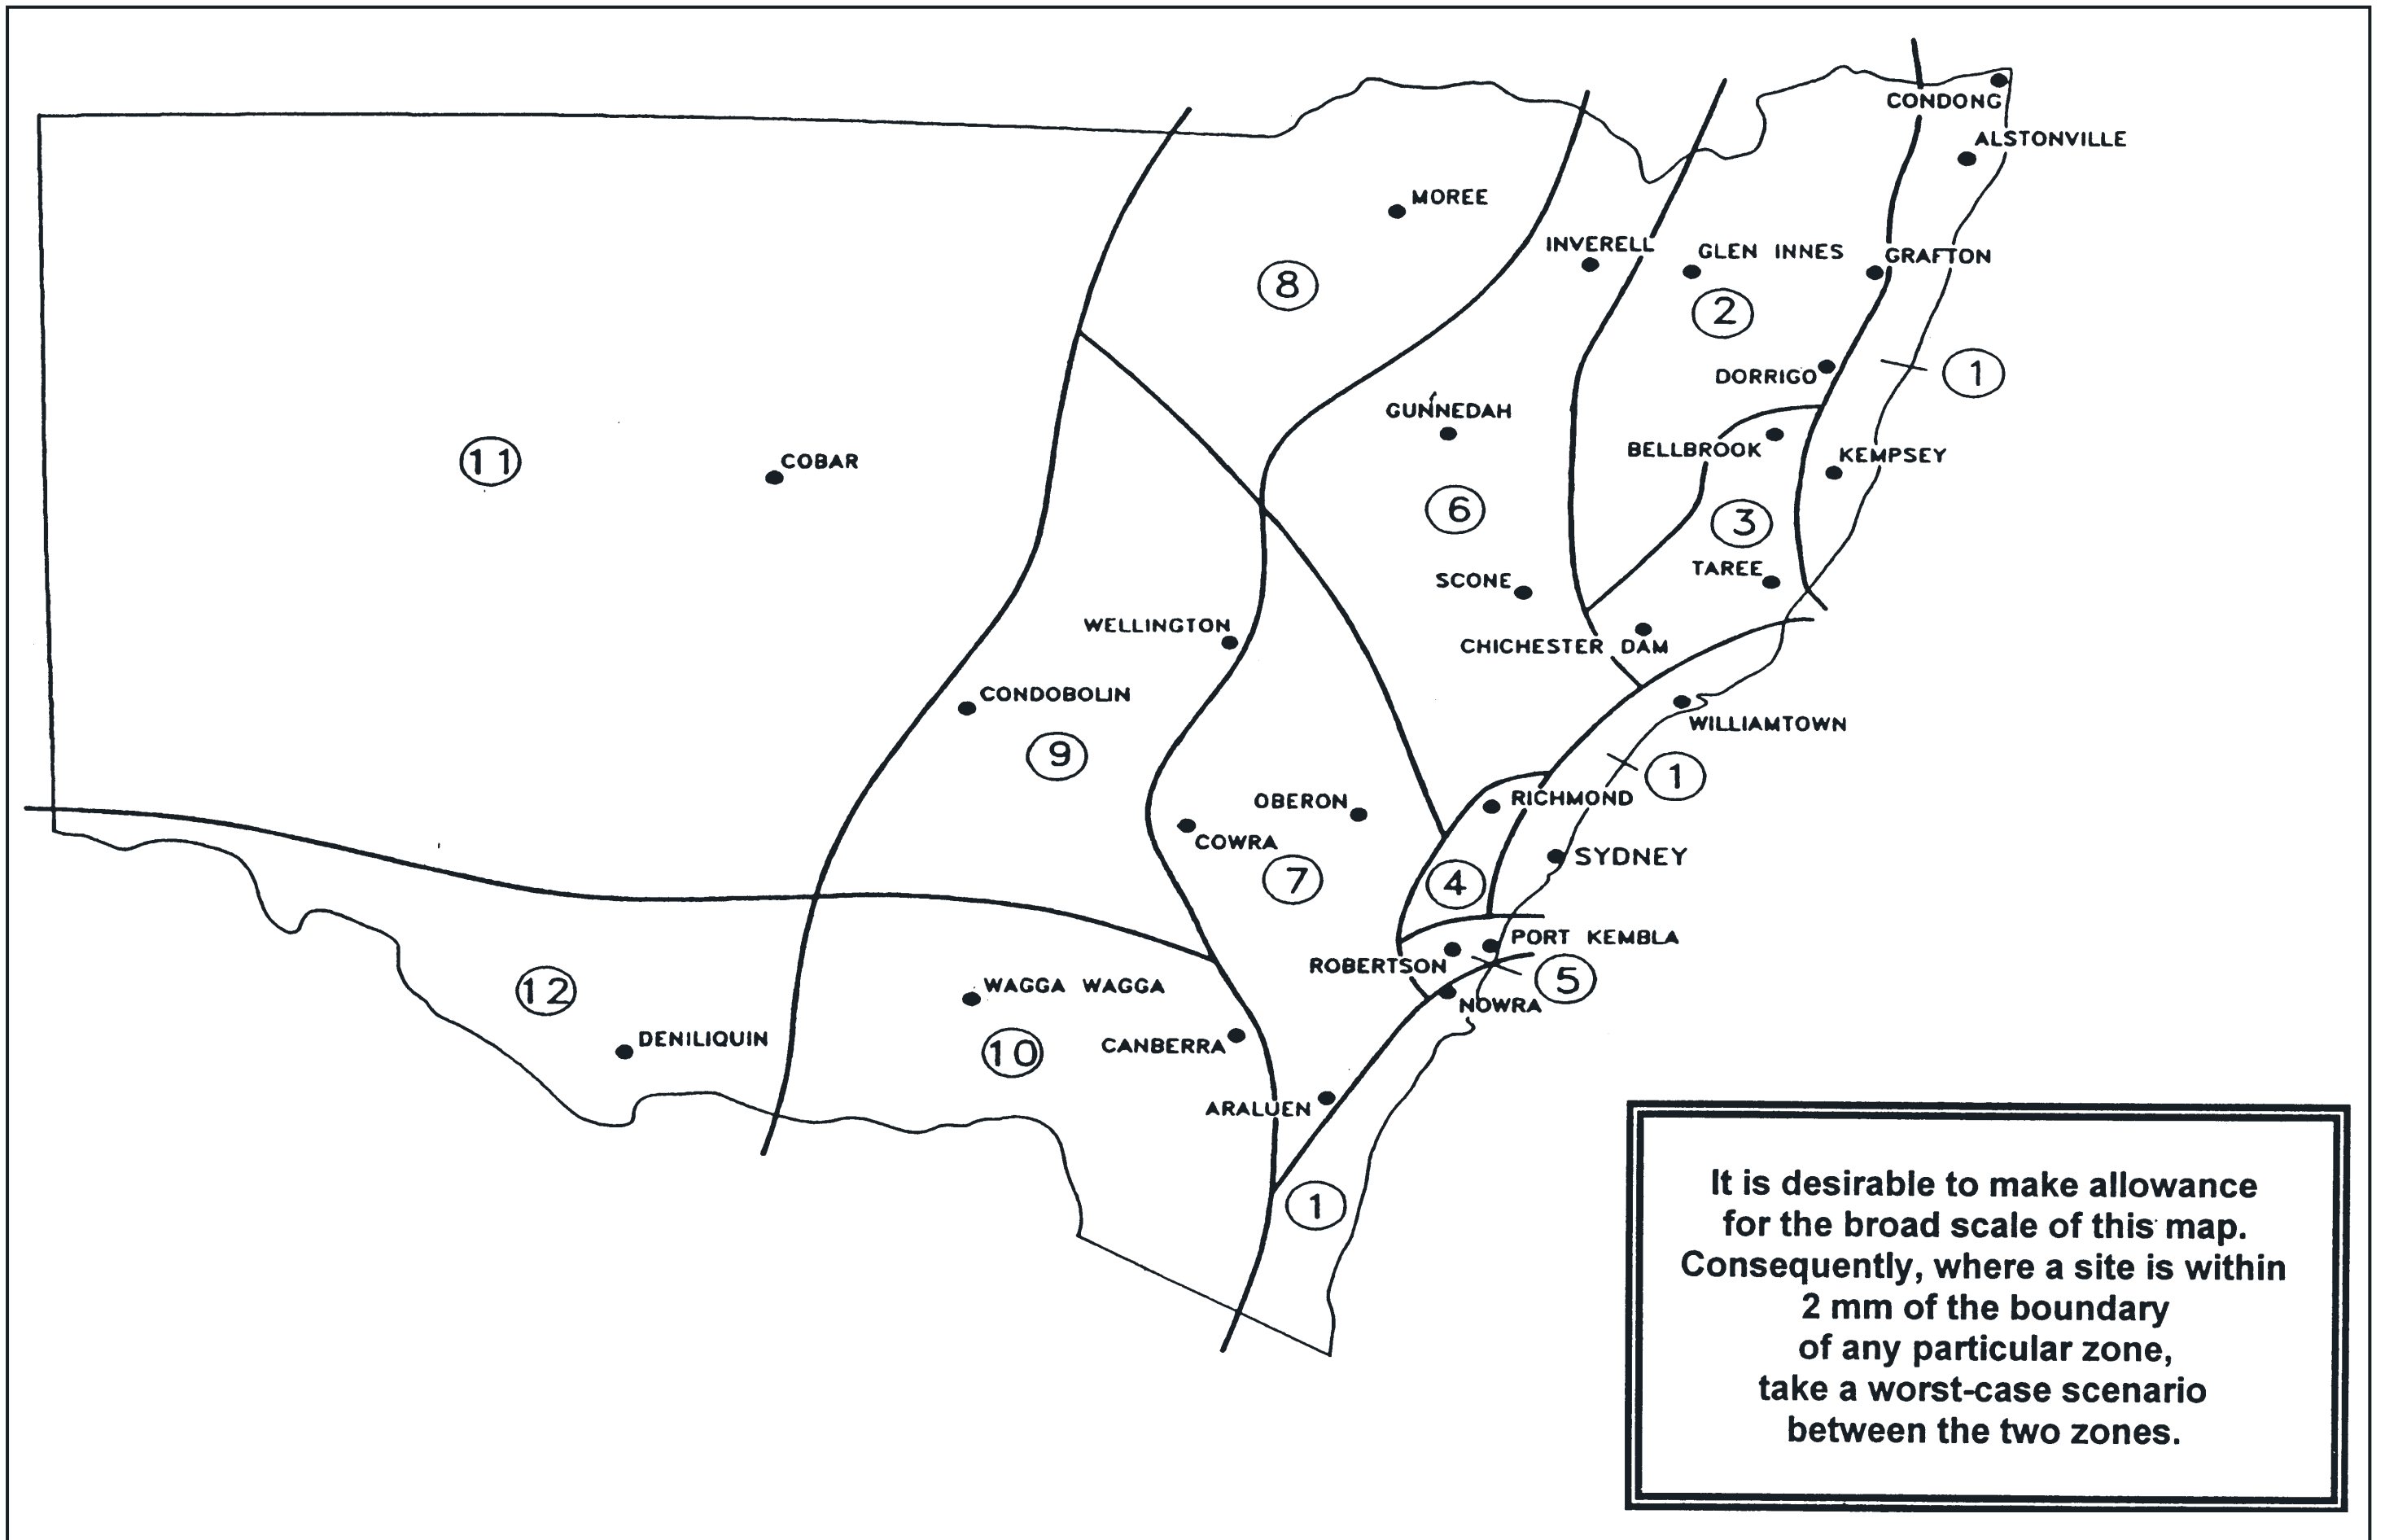 CONDONG
ALSTONVILLE
MOREE
INVERELL
GLEN INNES
GRAFTON
8
2
DORRIGO
1
GUNNEDAH
BELLBROOK
KEMPSEY
11
COBAR
6
3
TAREE
SCONE
WELLINGTON
CHICHESTER DAM
CONDOBOLIN
WILLIAMTOWN
9
1
OBERON
RICHMOND
COWRA
SYDNEY
7
4
PORT KEMBLA
ROBERTSON
5
12
WAGGA WAGGA
NOWRA
DENILIQUIN
10
CANBERRA
ARALUEN
1
It is desirable to make allowance
for the broad scale of this map.
Consequently, where a site is within
2 mm of the boundary
of any particular zone,
take a worst-case scenario
between the two zones.